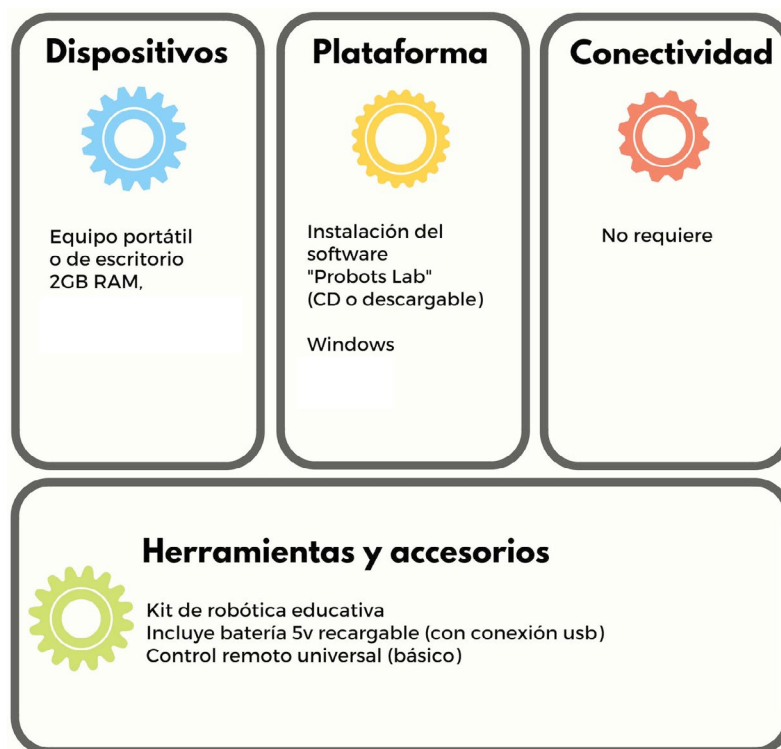 Dispositivos
Equipo portátil
o de escritorio
2GB RAM,
Plataforma
Instalación del
software
"Probots Lab"
(CD o descargable)
Windows
Conectividad
No requiere
Herramientas y accesorios
Kit de robótica educativa
Incluye batería 5v recargable (con conexión usb)
Control remoto universal (básico)